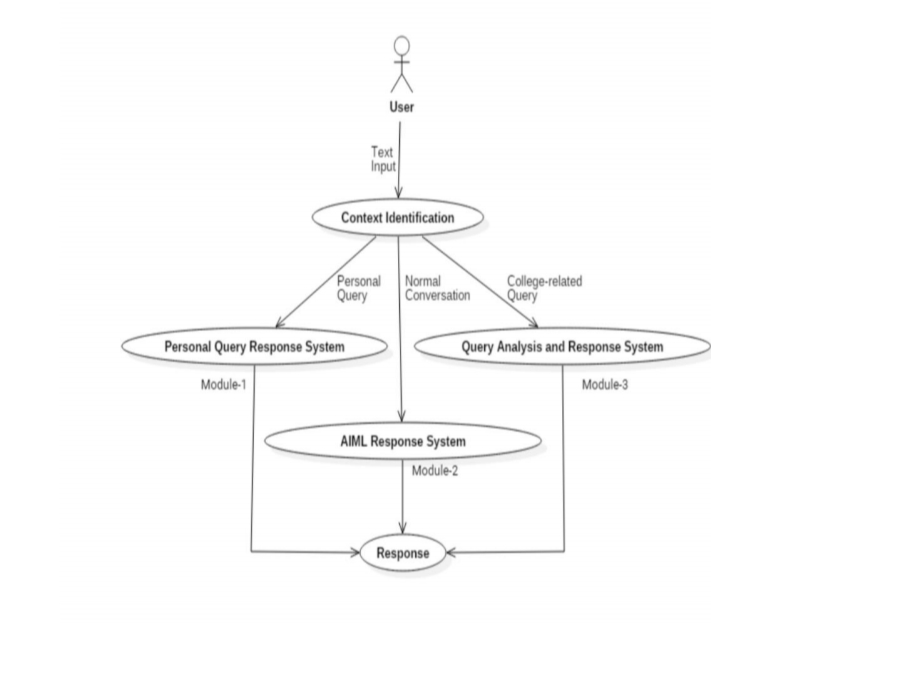 User
Text
Input
Context Identification
Personal
Query
Normal
Conversation
College-related
Query
Personal Query Response System
Query Analysis and Response System
Module-1
Module-3
AIML Response System
Module-2
Response